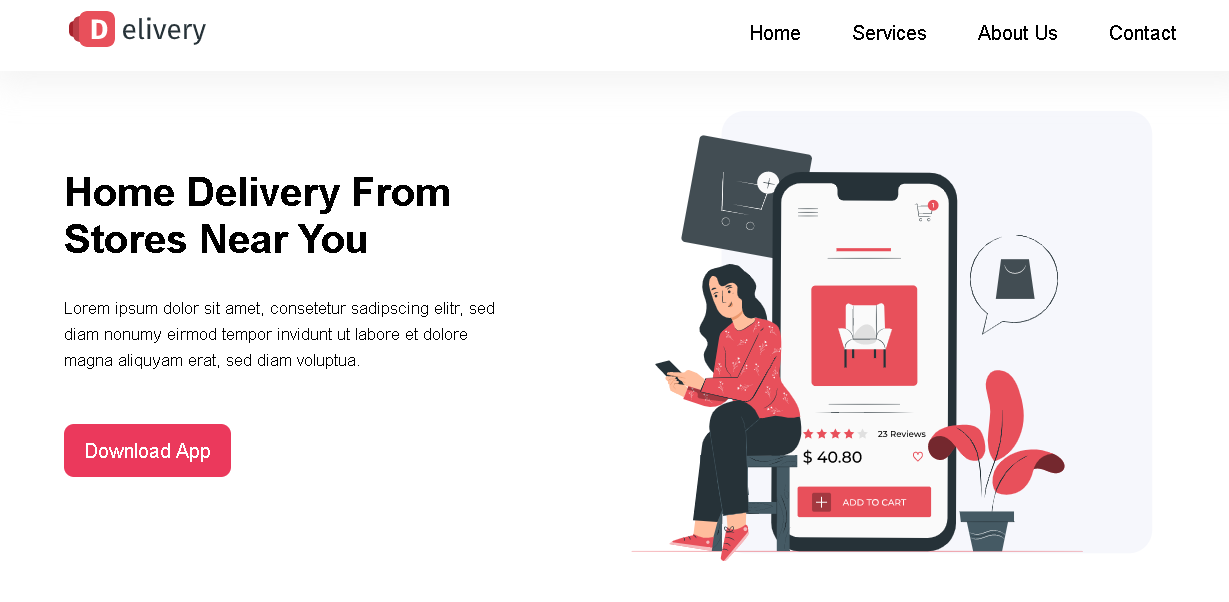 D elivery
Home Services About Us Contact
Home Delivery From
Stores Near You
Lorem ipsum dolor sit amet, consetetur sadipscing elitr, sed
diam nonumy eirmod tempor invidunt ut labore et dolore
magna aliquyam erat, sed diam voluptua.
Download App
1
23 Reviews
$ 40.80
ADD TO CART